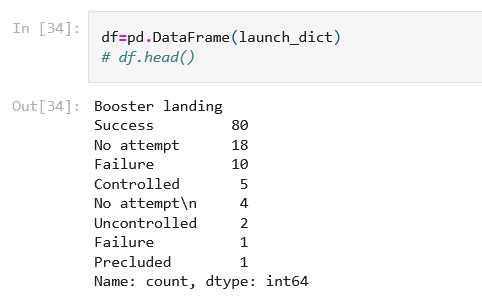 In [34]:
df=pd.DataFrame(launch_dict)
# df.head()
Out[34]:
Booster landing
Success 80
No attempt 18
Failure 10
Controlled 5
No attempt\n 4
Uncontrolled 2
Failure 1
Precluded 1
Name: count, dtype: int64